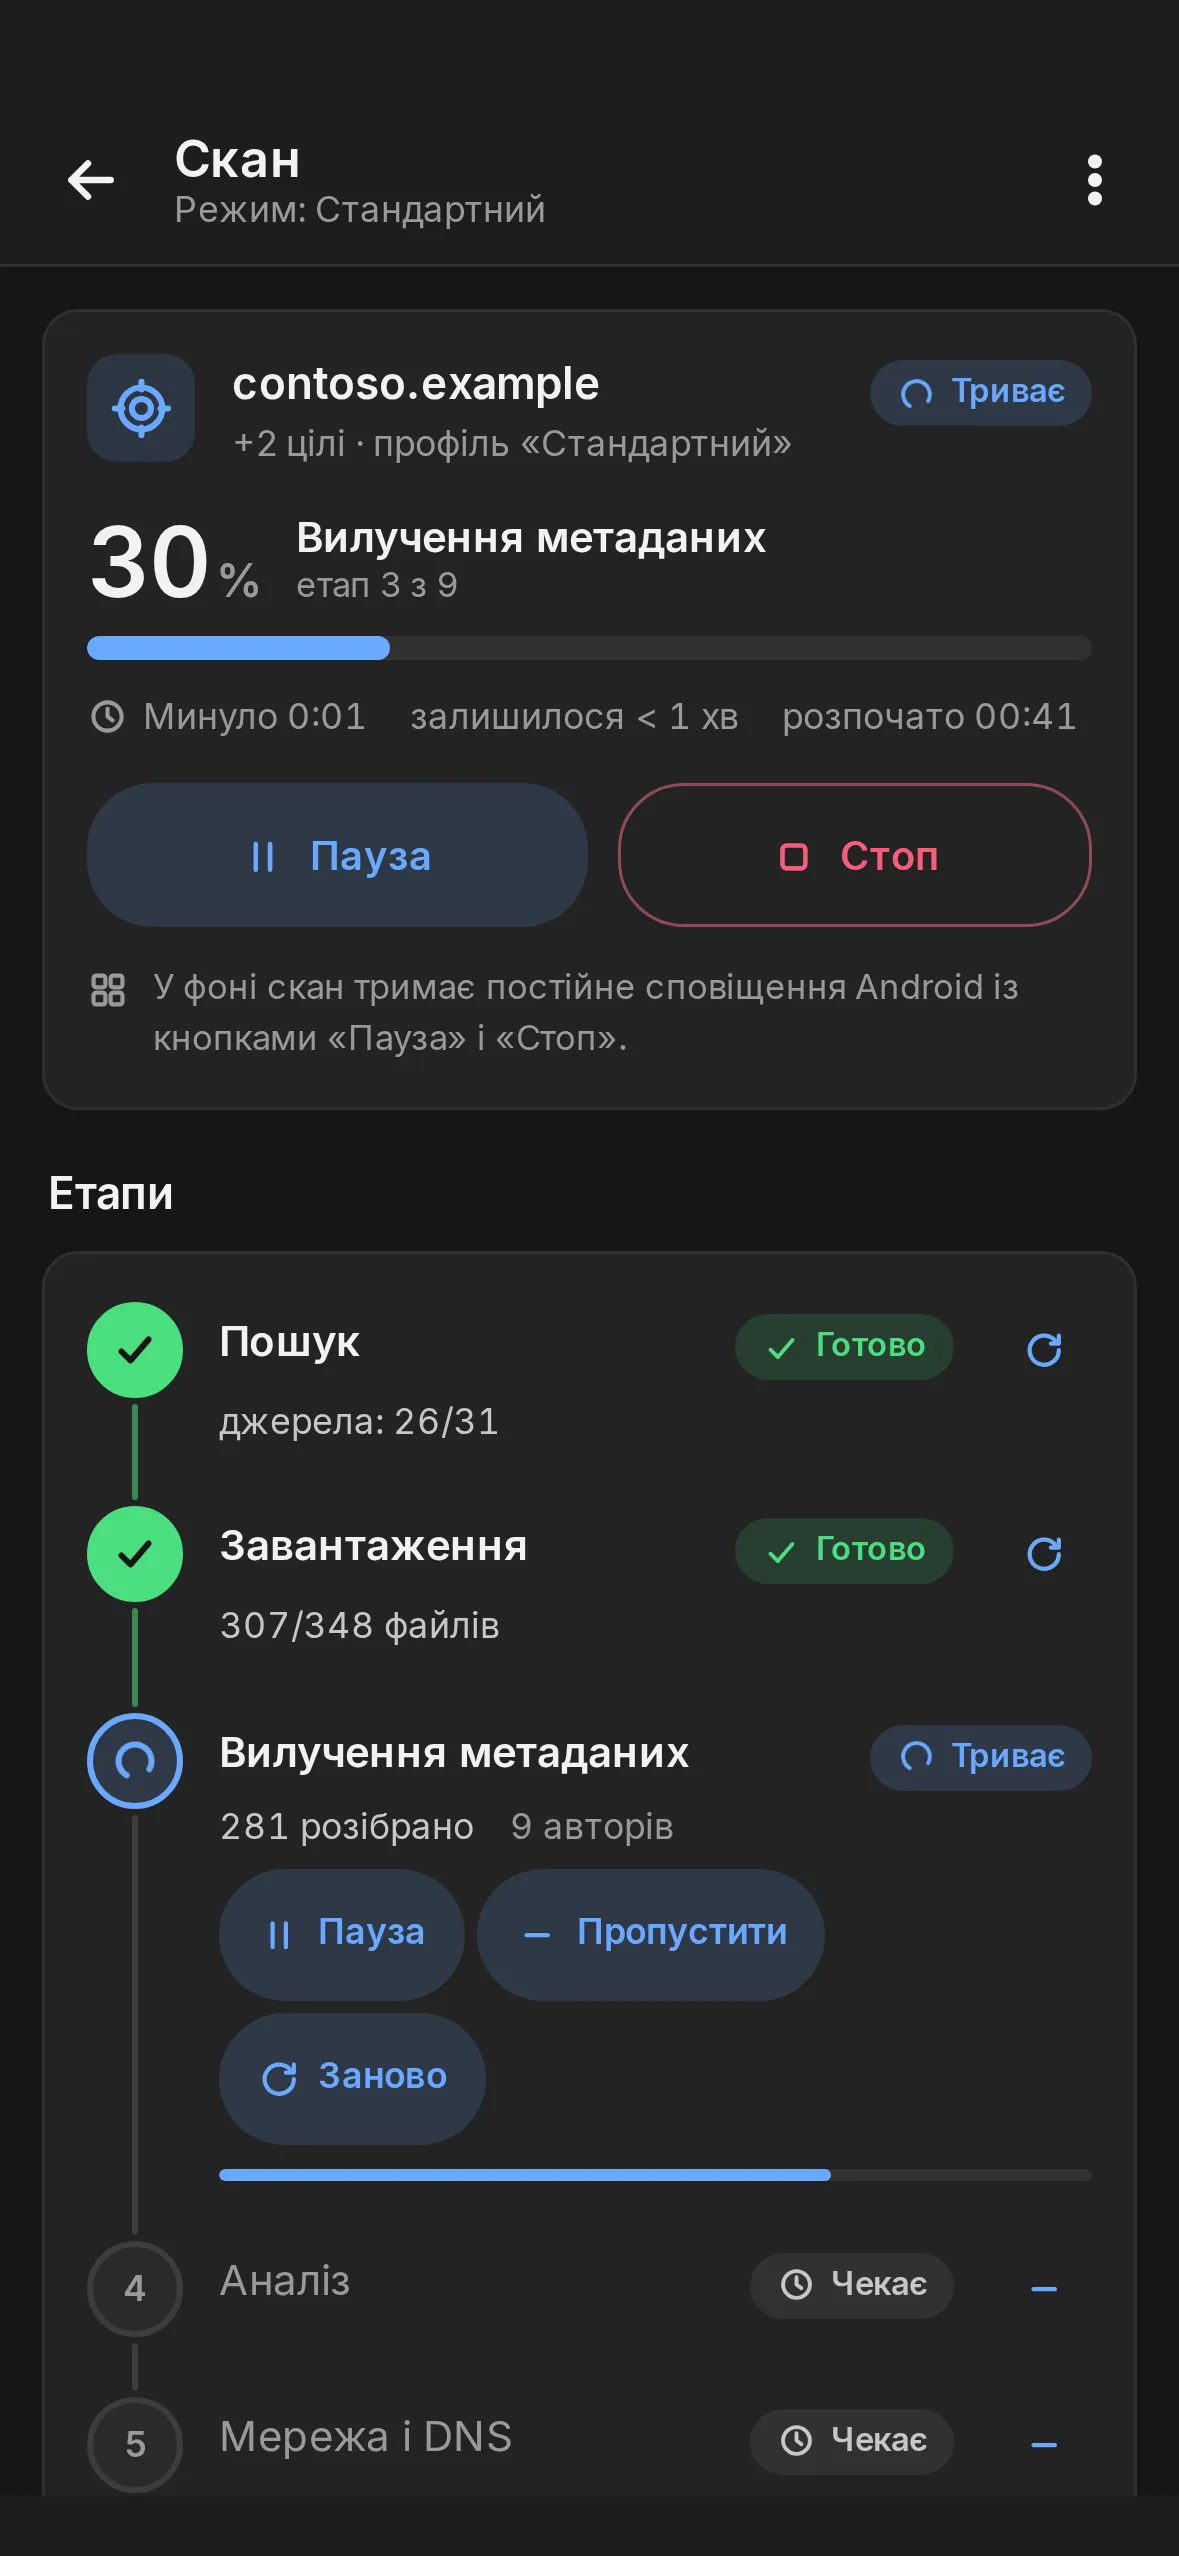 Скан
Режим: Стандартний
contoso.example
Триває
+2 цілі · профіль «Стандартний»
30 %
Вилучення метаданих
етап 3 з 9
Минуло 0:01 залишилося < 1 хв розпочато 00:41
Пауза
Стоп
У фоні скан тримає постійне сповіщення Android із
кнопками «Пауза» і «Стоп».
Етапи
Пошук
Готово
джерела: 26/31
Завантаження
Готово
307/348 файлів
Вилучення метаданих
Триває
281 розібрано 9 авторів
Пауза
Пропустити
Заново
4
Аналіз
Чекає
5
Мережа і DNS
Чекає